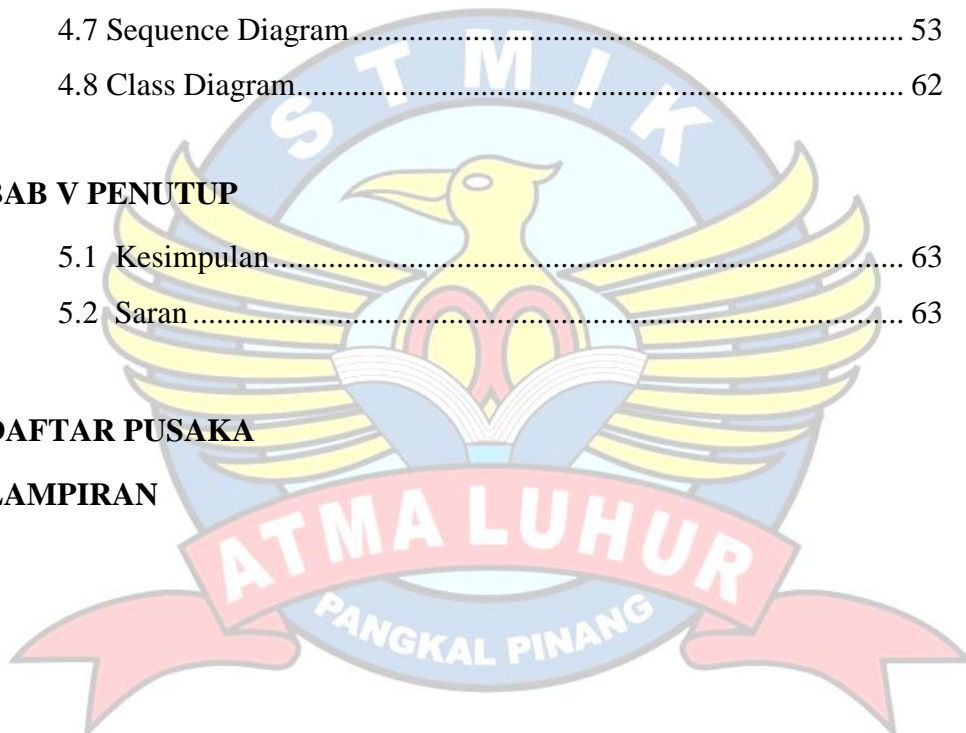 4.7 Sequence Diagram ........................................................................ 53
4.8 Class Diagram................................................................................ 62
BAB V PENUTUP
5.1 Kesimpulan .................................................................................. 63
5.2 Saran ............................................................................................ 63
DAFTAR PUSAKA
LAMPIRAN
STMIK
ATMA LUHUR
PANGKAL PINANG